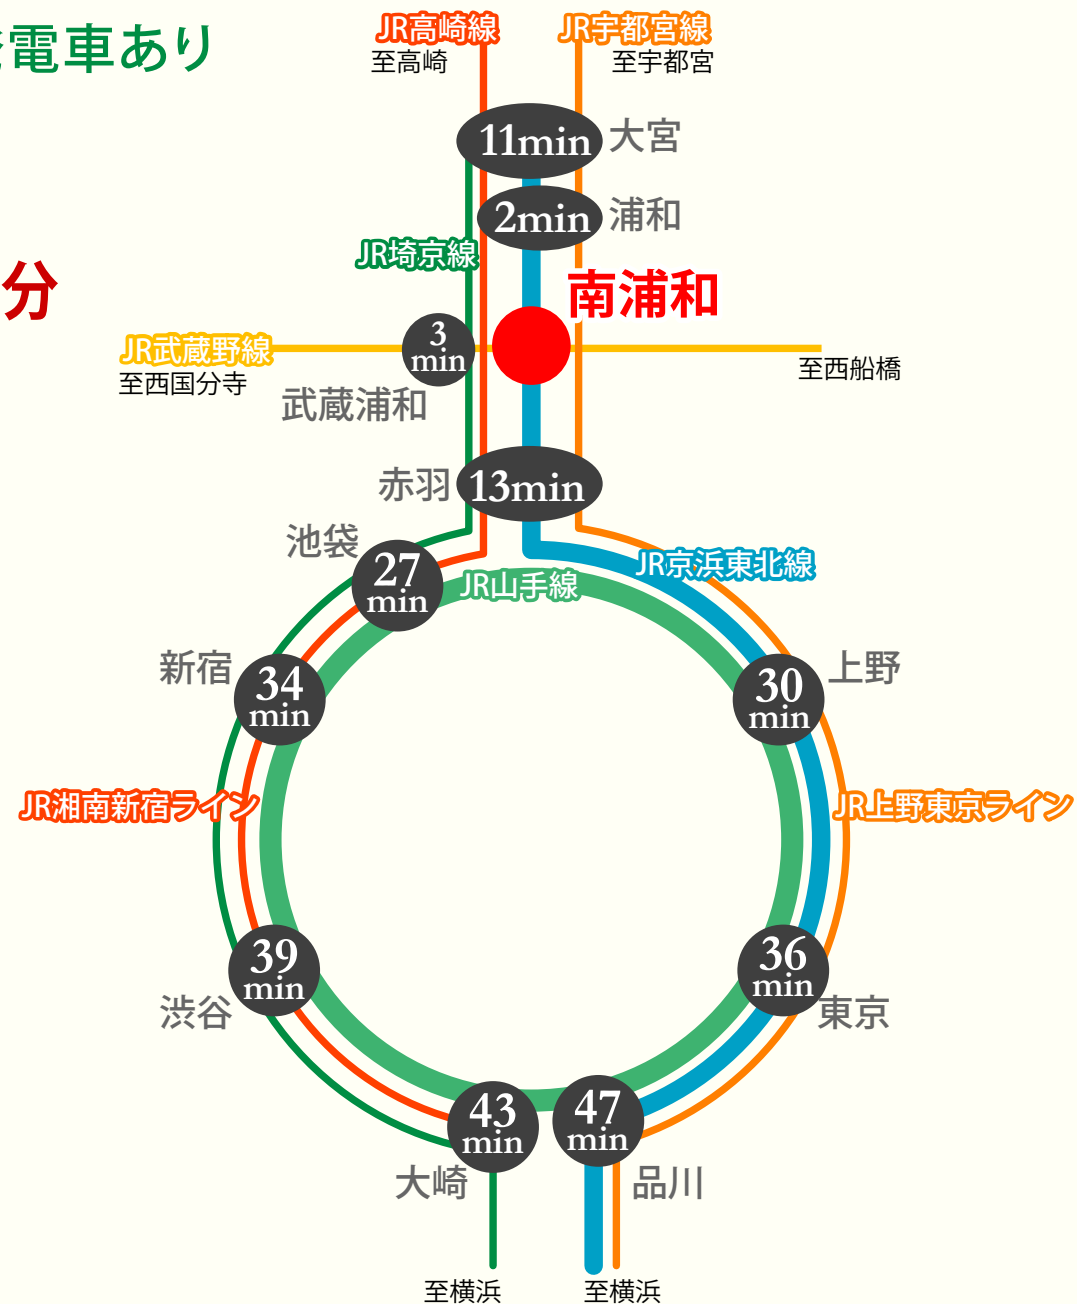 電車あり
分
JR高崎線
至高崎
JR宇都宮線
至宇都宮
11min
大宮
2min
浦和
JR埼京線
南浦和
JR武蔵野線
至西国分寺
3
min
武蔵浦和
至西船橋
赤羽
13min
池袋
27
min
JR山手線
JR京浜東北線
新宿
34
min
30
min
上野
JR湘南新宿ライン
JR上野東京ライン
39
min
渋谷
36
min
東京
43
min
大崎
47
min
品川
至横浜
至横浜